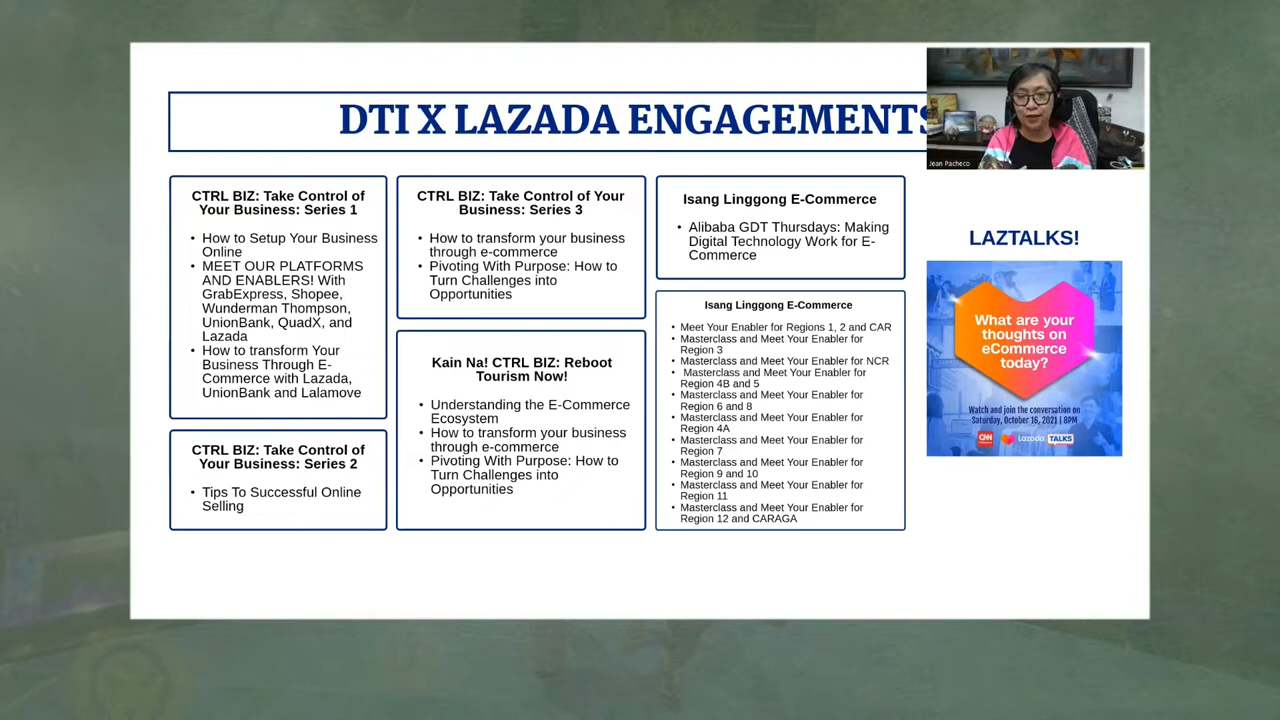 DTI X LAZADA ENGAGEMENTS
Jean Pacheco
CTRL BIZ: Take Control of
Your Business: Series 1
• How to Setup Your Business
Online
• MEET OUR PLATFORMS
AND ENABLERS! With
GrabExpress, Shopee,
Wunderman Thompson,
UnionBank, QuadX, and
Lazada
• How to transform Your
Business Through E-
Commerce with Lazada,
UnionBank and Lalamove
CTRL BIZ: Take Control of
Your Business: Series 2
• Tips To Successful Online
Selling
CTRL BIZ: Take Control of Your
Business: Series 3
• How to transform your business
through e-commerce
• Pivoting With Purpose: How to
Turn Challenges into
Opportunities
Kain Na! CTRL BIZ: Reboot
Tourism Now!
• Understanding the E-Commerce
Ecosystem
• How to transform your business
through e-commerce
• Pivoting With Purpose: How to
Turn Challenges into
Opportunities
Isang Linggong E-Commerce
• Alibaba GDT Thursdays: Making
Digital Technology Work for E-
Commerce
Isang Linggong E-Commerce
• Meet Your Enabler for Regions 1, 2 and CAR
• Masterclass and Meet Your Enabler for
Region 3
• Masterclass and Meet Your Enabler for NCR
• Masterclass and Meet Your Enabler for
Region 4B and 5
• Masterclass and Meet Your Enabler for
Region 6 and 8
• Masterclass and Meet Your Enabler for
Region 4A
• Masterclass and Meet Your Enabler for
Region 7
• Masterclass and Meet Your Enabler for
Region 9 and 10
• Masterclass and Meet Your Enabler for
Region 11
• Masterclass and Meet Your Enabler for
Region 12 and CARAGA
LAZTALKS!
What are your
thoughts on
eCommerce
today?
Watch and join the conversation on
Saturday, October 16, 2021 | 8PM
CNN Lazada TALKS